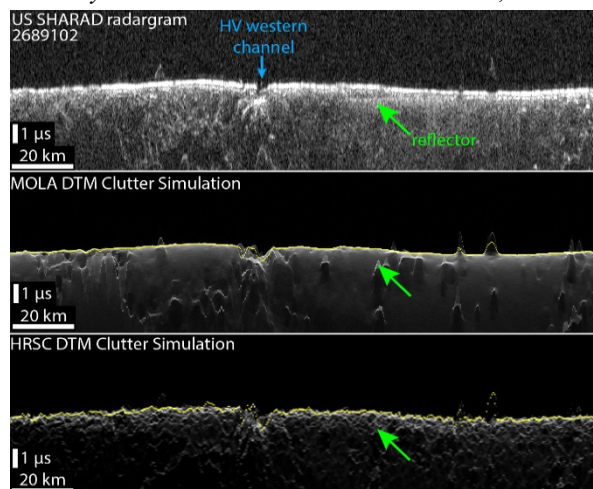 US SHARAD radargram
2689102
HV western
channel
reflector
1 μs
20 km
MOLA DTM Clutter Simulation
1 μs
20 km
HRSC DTM Clutter Simulation
1 μs
20 km